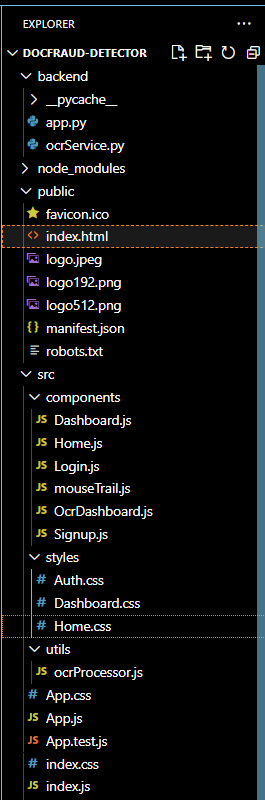 EXPLORER
DOCFRAUD-DETECTOR
backend
__pycache__
app.py
ocrService.py
node_modules
public
favicon.ico
<> index.html
logo.jpeg
logo192.png
logo512.png
{} manifest.json
robots.txt
src
components
JS Dashboard.js
JS Home.js
JS Login.js
JS mouseTrail.js
JS OcrDashboard.js
JS Signup.js
styles
# Auth.css
# Dashboard.css
# Home.css
utils
JS ocrProcessor.js
# App.css
JS App.js
JS App.test.js
# index.css
JS index.js